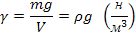 γ = mg/V = ρg (н/м³)